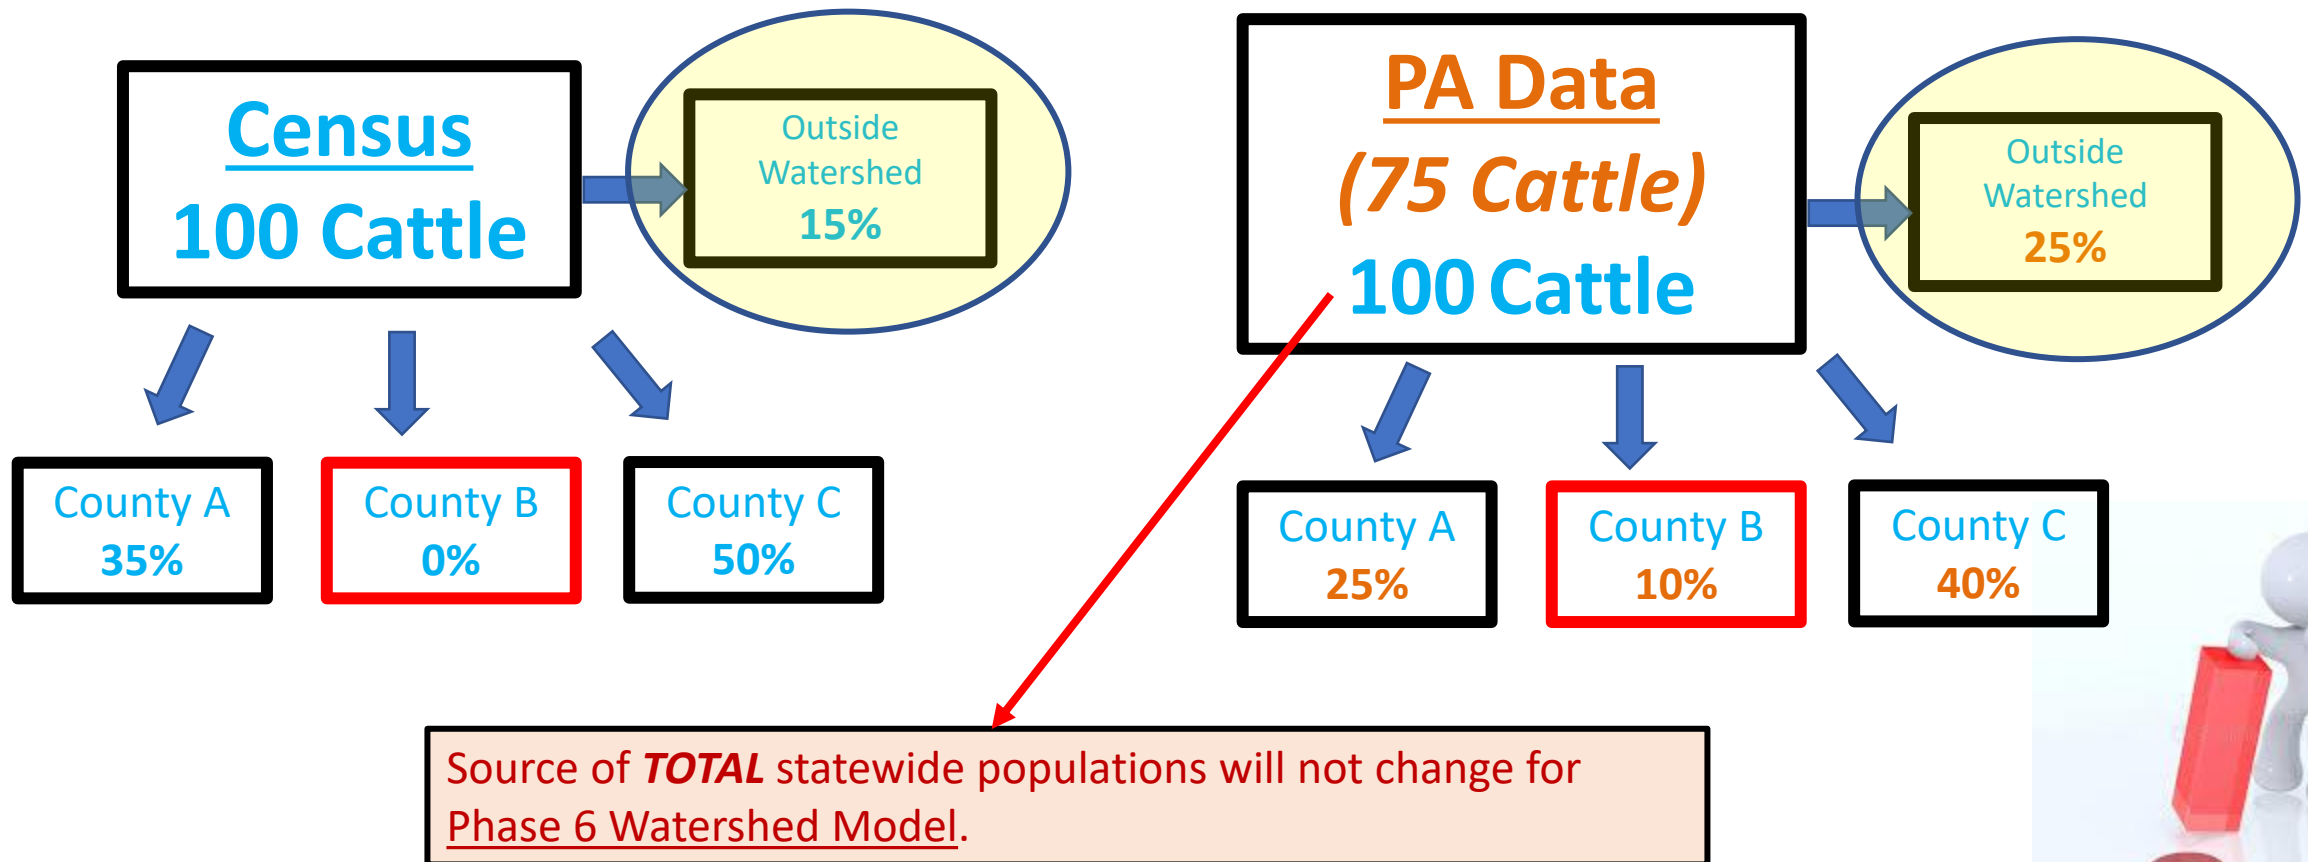 Census
100 Cattle
Outside
Watershed
15%
County A
35%
County B
0%
County C
50%
PA Data
(75 Cattle)
100 Cattle
Outside
Watershed
25%
County A
25%
County B
10%
County C
40%
Source of TOTAL statewide populations will not change for
Phase 6 Watershed Model.